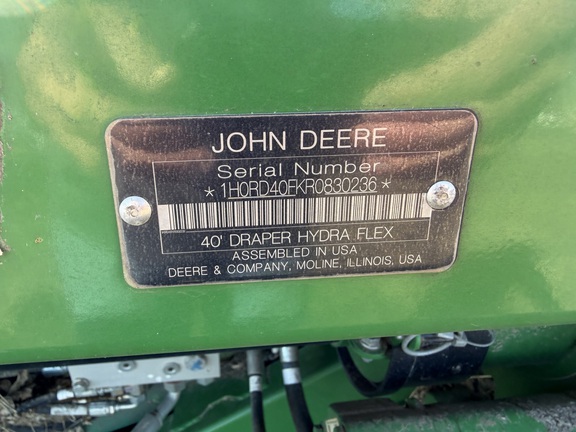 JOHN DEERE
Serial Number
*1H0RD40FKR0830236*
40' DRAPER HYDRA FLEX
ASSEMBLED IN USA
DEERE & COMPANY, MOLINE, ILLINOIS, USA